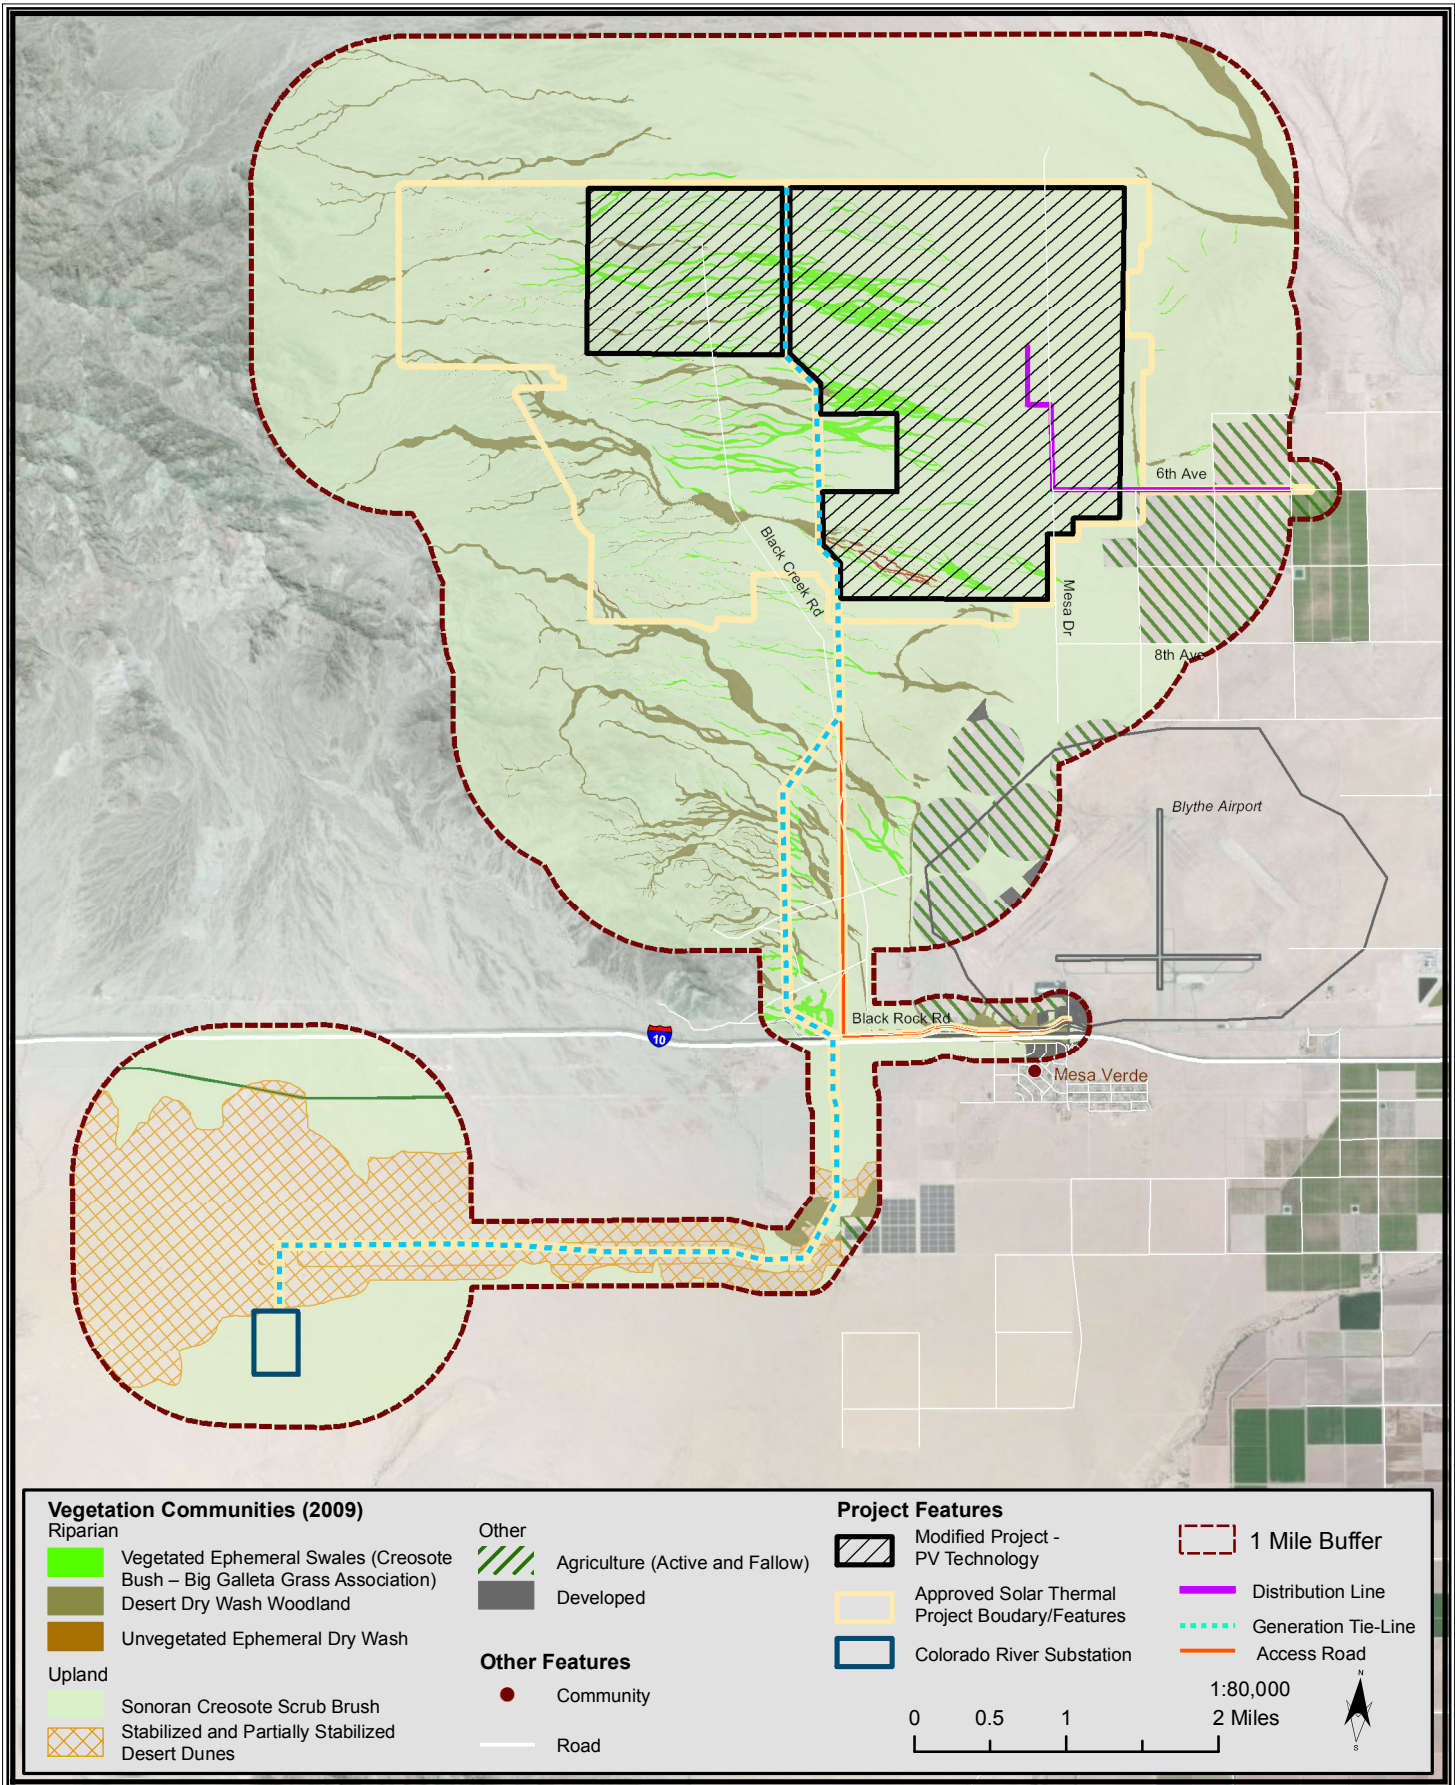 6th Ave
Black Creek Rd
Mesa Dr
8th Ave
Blythe Airport
Black Rock Rd
10
Mesa Verde
Vegetation Communities (2009)
Riparian
Vegetated Ephemeral Swales (Creosote
Bush – Big Galleta Grass Association)
Desert Dry Wash Woodland
Unvegetated Ephemeral Dry Wash
Upland
Sonoran Creosote Scrub Brush
Stabilized and Partially Stabilized
Desert Dunes
Other
Agriculture (Active and Fallow)
Developed
Other Features
Community
Road
Project Features
Modified Project -
PV Technology
Approved Solar Thermal
Project Boudary/Features
Colorado River Substation
1 Mile Buffer
Distribution Line
Generation Tie-Line
Access Road
1:80,000
0 0.5 1 2 Miles
N
S